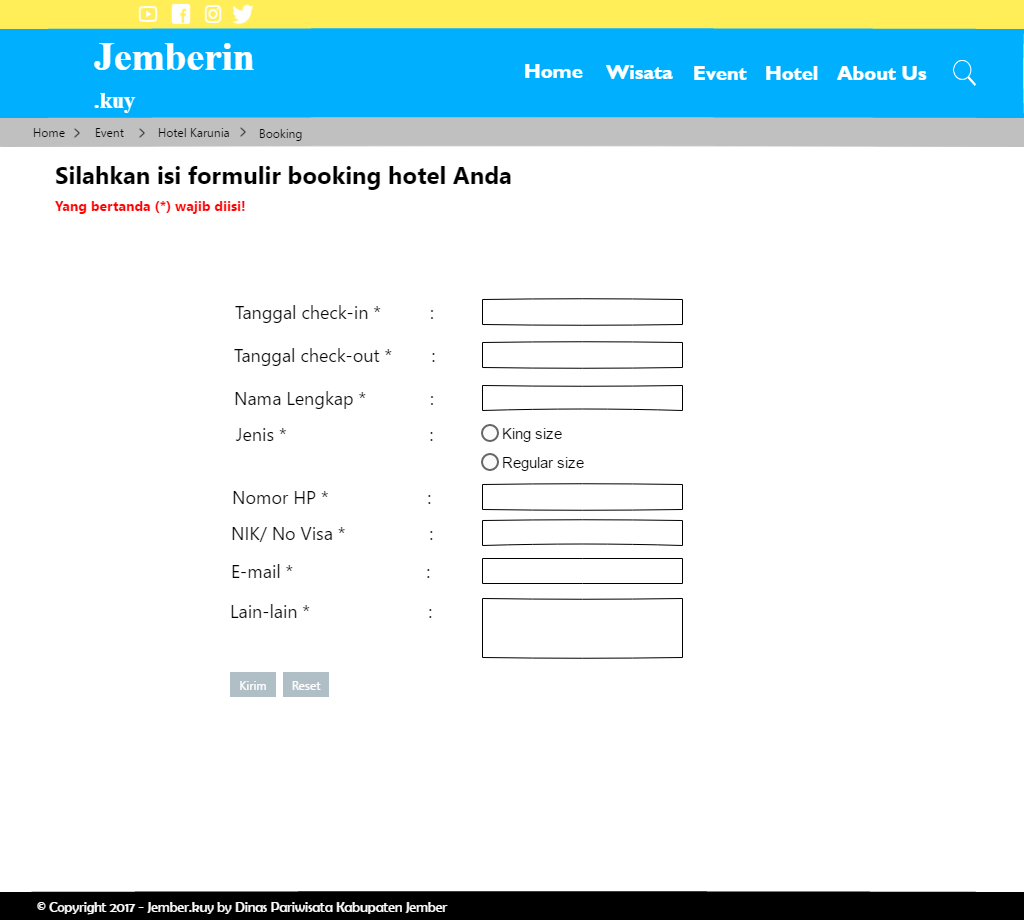 Jemberin
.kuy
Home Wisata Event Hotel About Us
Home > Event > Hotel Karunia > Booking
Silahkan isi formulir booking hotel Anda
Yang bertanda (*) wajib diisi!
Tanggal check-in * :
Tanggal check-out * :
Nama Lengkap * :
Jenis * : King size
Regular size
Nomor HP * :
NIK/ No Visa * :
E-mail * :
Lain-lain * :
Kirim Reset
© Copyright 2017 - Jember.kuy by Dinas Pariwisata Kabupaten Jember